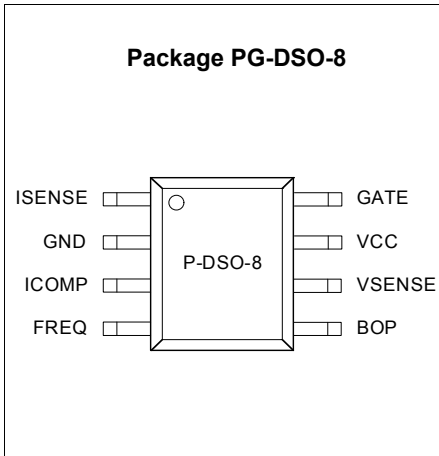 Package PG-DSO-8
ISENSE
GATE
GND
VCC
P-DSO-8
ICOMP
VSENSE
FREQ
BOP